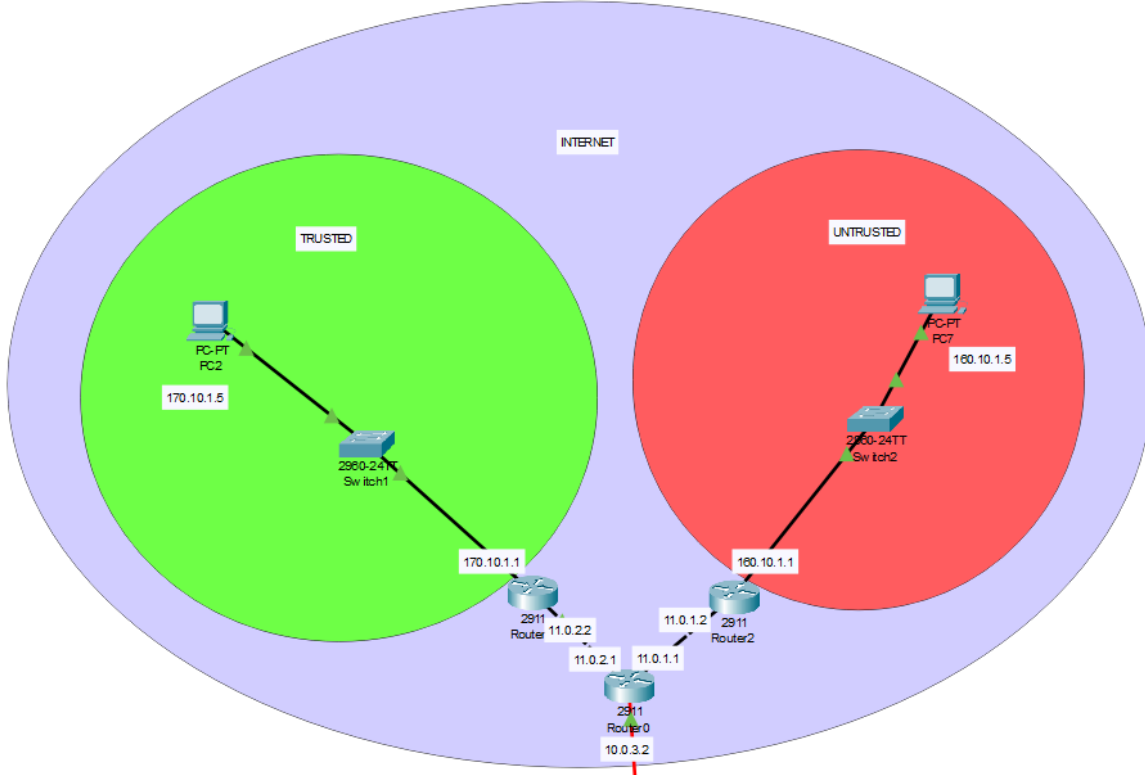 INTERNET
TRUSTED
UNTRUSTED
PC-PT
PC2
170.10.1.5
PC-PT
PC7
160.10.1.5
2960-24TT
Switch1
2960-24TT
Switch2
170.10.1.1
160.10.1.1
2911
Router
11.0.2.2
11.0.1.2
2911
Router2
11.0.2.1
11.0.1.1
2911
Router0
10.0.3.2